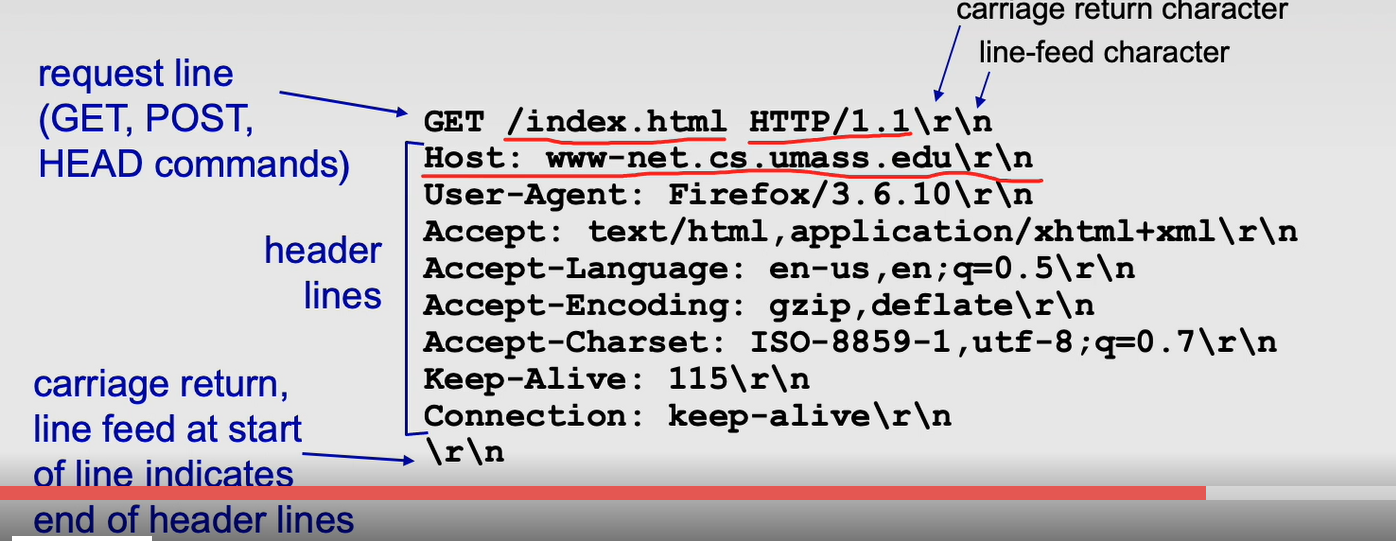 carriage return character
line-feed character
request line
(GET, POST,
HEAD commands)
GET /index.html HTTP/1.1\r\n
Host: www-net.cs.umass.edu\r\n
User-Agent: Firefox/3.6.10\r\n
Accept: text/html,application/xhtml+xml\r\n
Accept-Language: en-us,en;q=0.5\r\n
Accept-Encoding: gzip,deflate\r\n
Accept-Charset: ISO-8859-1,utf-8;q=0.7\r\n
Keep-Alive: 115\r\n
Connection: keep-alive\r\n
\r\n
header
lines
carriage return,
line feed at start
of line indicates
end of header lines